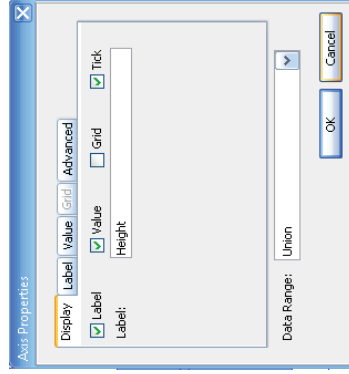 Axis Properties
Display Label Value Grid Advanced
Label Value Grid Tick
Label: Height
Data Range: Union
OK Cancel